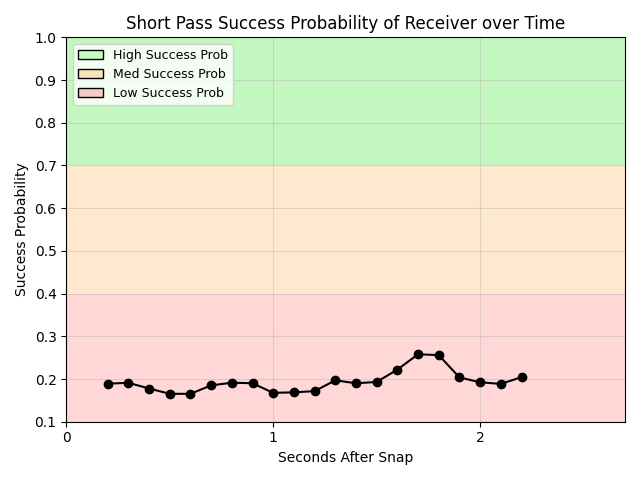 Short Pass Success Probability of Receiver over Time
High Success Prob
Med Success Prob
Low Success Prob
Success Probability
1.0
0.9
0.8
0.7
0.6
0.5
0.4
0.3
0.2
0.1
0 1 2
Seconds After Snap